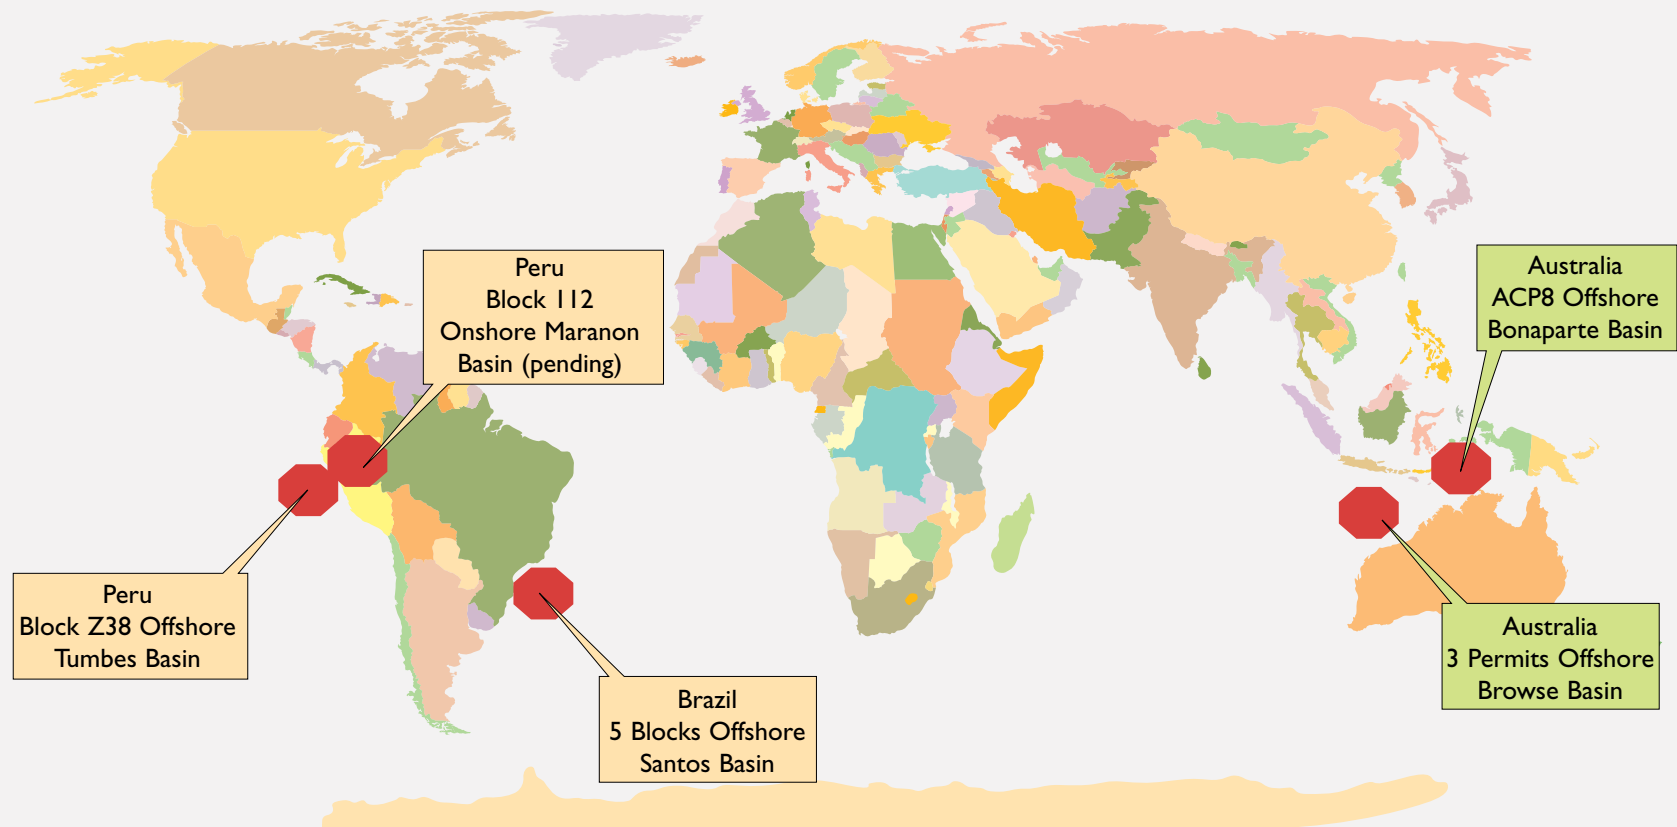 Peru
Block 112
Onshore Maranon
Basin (pending)
Australia
ACP8 Offshore
Bonaparte Basin
Peru
Block Z38 Offshore
Tumbes Basin
Brazil
5 Blocks Offshore
Santos Basin
Australia
3 Permits Offshore
Browse Basin